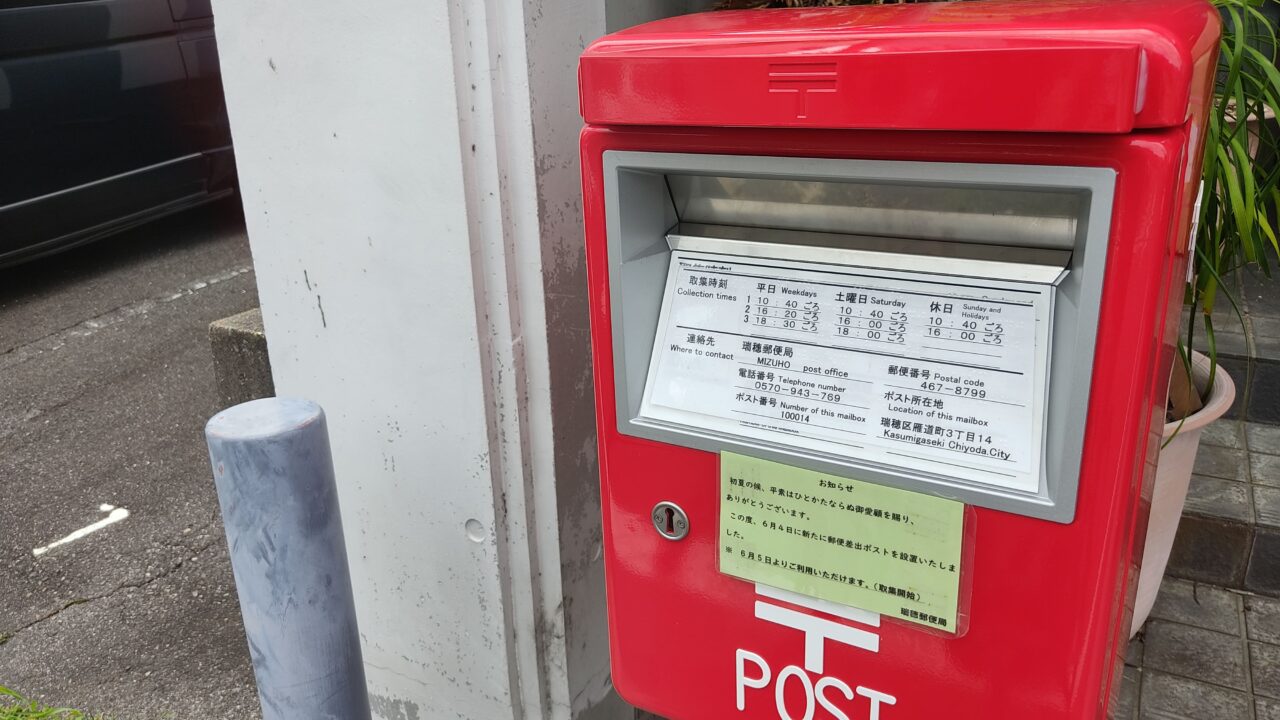 取集時刻 平日 Weekdays 土曜日 Saturday 休日 Sunday and Holidays
Collection times
1 10：40 ごろ 10：40 ごろ 10：40 ごろ
2 16：20 ごろ 16：00 ごろ 16：00 ごろ
3 18：30 ごろ 18：00 ごろ
連絡先 瑞穂郵便局 郵便番号 Postal code
Where to contact MIZUHO post office 467-8799
電話番号 Telephone number ポスト所在地
0570-943-769 Location of this mailbox
ポスト番号 Number of this mailbox 瑞穂区雁道町3丁目14
100014 Kasumigaseki Chiyoda.City
お知らせ
初夏の候、平素はひとかたならぬ御愛顧を賜り、
ありがとうございます。
この度、６月４日に新たに郵便差出ポストを設置いたしま
した。
※ ６月５日よりご利用いただけます。（取集開始）
瑞穂郵便局
〒
POST